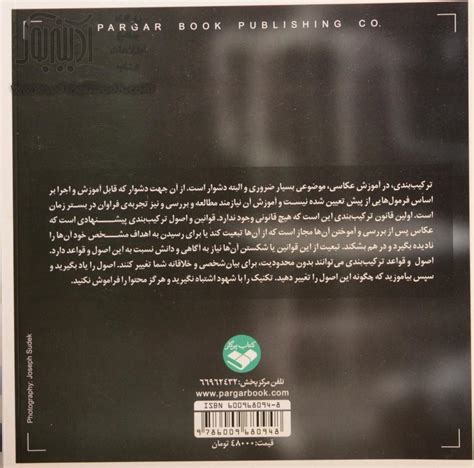 PARGAR BOOK PUBLISHING CO.
ترکیب‌بندی، در آموزش عکاسی، موضوعی بسیار ضروری و البته دشوار است. از آن جهت دشوار که قابل آموزش و اجرا بر
اساس فرمول‌هایی از پیش تعیین شده نیست و آموزش آن نیازمند مطالعه و بررسی و نیز تجربه‌ی فراوان در بستر زمان
است. اولین قانون ترکیب‌بندی این است که هیچ قانونی وجود ندارد. قوانین و اصول ترکیب‌بندی پیشنهادی است که
عکاس پس از بررسی و آموختن آن‌ها مجاز است که از آن‌ها تبعیت کند یا برای رسیدن به اهداف مشخص خود آن‌ها را
نادیده بگیرد و در هم بشکند. تبعیت از این قوانین یا شکستن آن‌ها نیاز به آگاهی و دانش نسبت به این اصول و قواعد دارد.
اصول و قواعد ترکیب‌بندی می‌توانند بدون محدودیت، برای بیان شخصی و خلاقانه شما تغییر کنند. اصول را یاد بگیرید و
سپس بیاموزید که چگونه این اصول را تغییر دهید. تکنیک را با شهود اشتباه نگیرید و هرگز محتوا را فراموش نکنید.
کتاب پرگار
تلفن مرکز پخش: ۶۶۹۶۲۴۳۲
www.pargarbook.com
ISBN 600968094-8
9786009680948
قیمت: ۴۸۰۰۰ تومان
Photography: Joseph Sudek